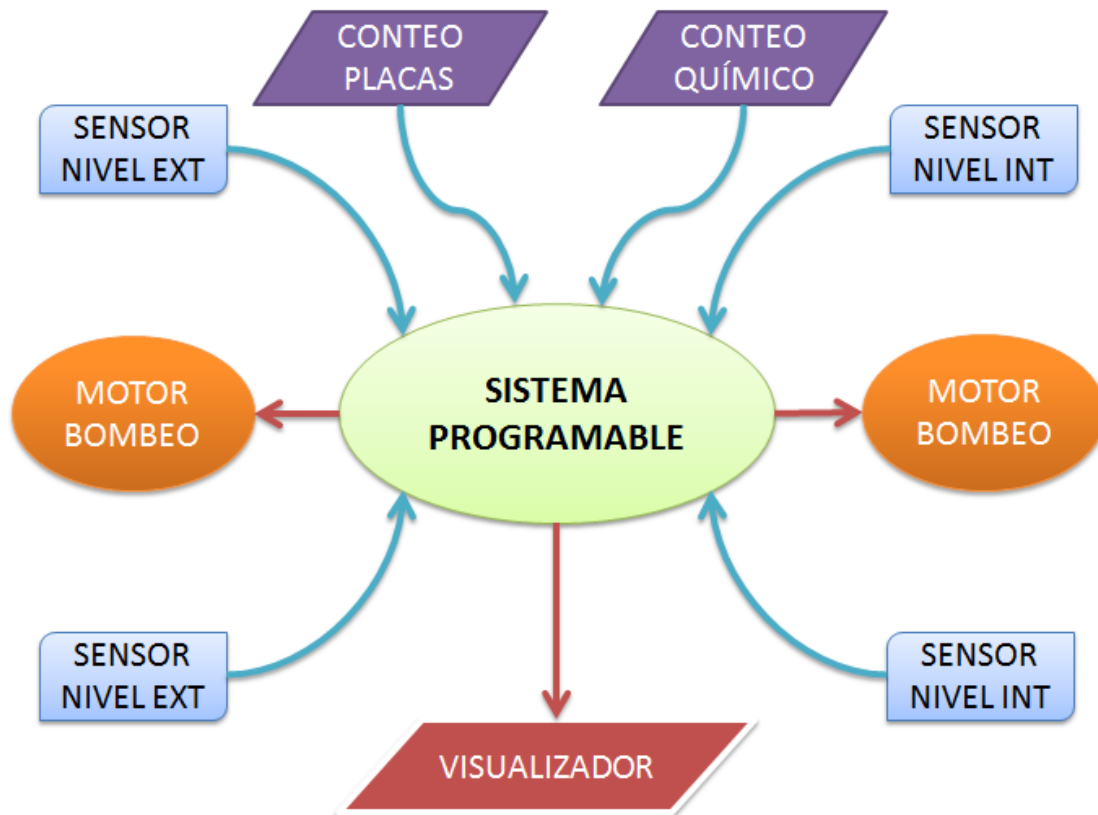 CONTEO
PLACAS
CONTEO
QUÍMICO
SENSOR
NIVEL EXT
SENSOR
NIVEL INT
MOTOR
BOMBEO
SISTEMA
PROGRAMABLE
MOTOR
BOMBEO
SENSOR
NIVEL EXT
SENSOR
NIVEL INT
VISUALIZADOR